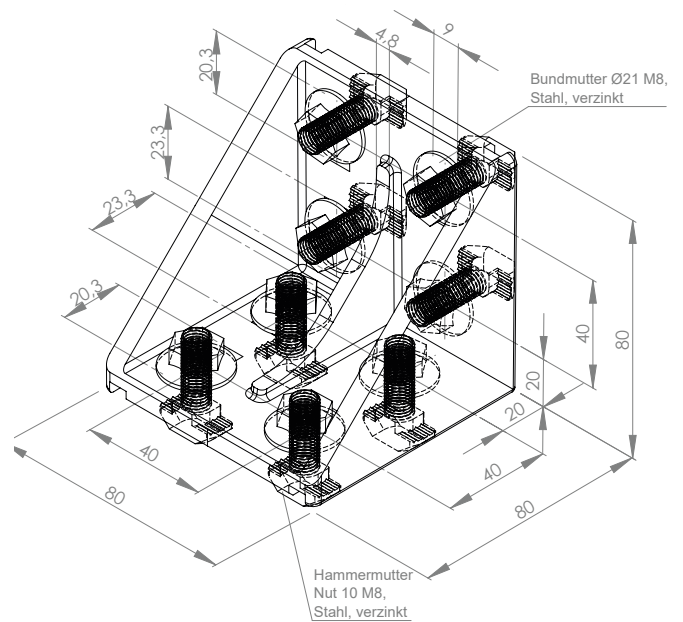 4,8
9
20,3
Bundmutter Ø21 M8,
Stahl, verzinkt
23,3
23,3
20,3
40
80
20
20
40
40
80
80
Hammermutter
Nut 10 M8,
Stahl, verzinkt